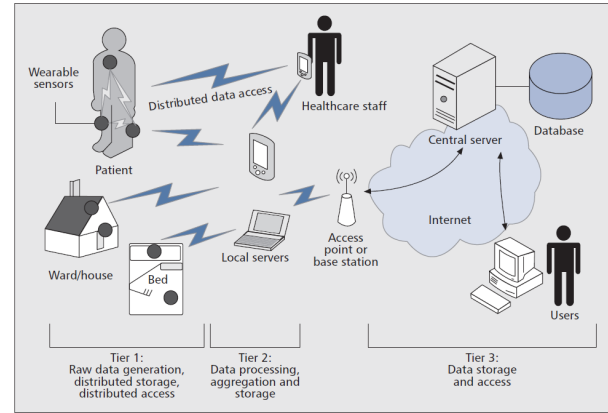 Wearable
sensors
Patient
Distributed data access
Healthcare staff
Central server
Database
Internet
Ward/house
Bed
Local servers
Access
point or
base station
Users
Tier 1:
Raw data generation,
distributed storage,
distributed access
Tier 2:
Data processing,
aggregation and
storage
Tier 3:
Data storage
and access